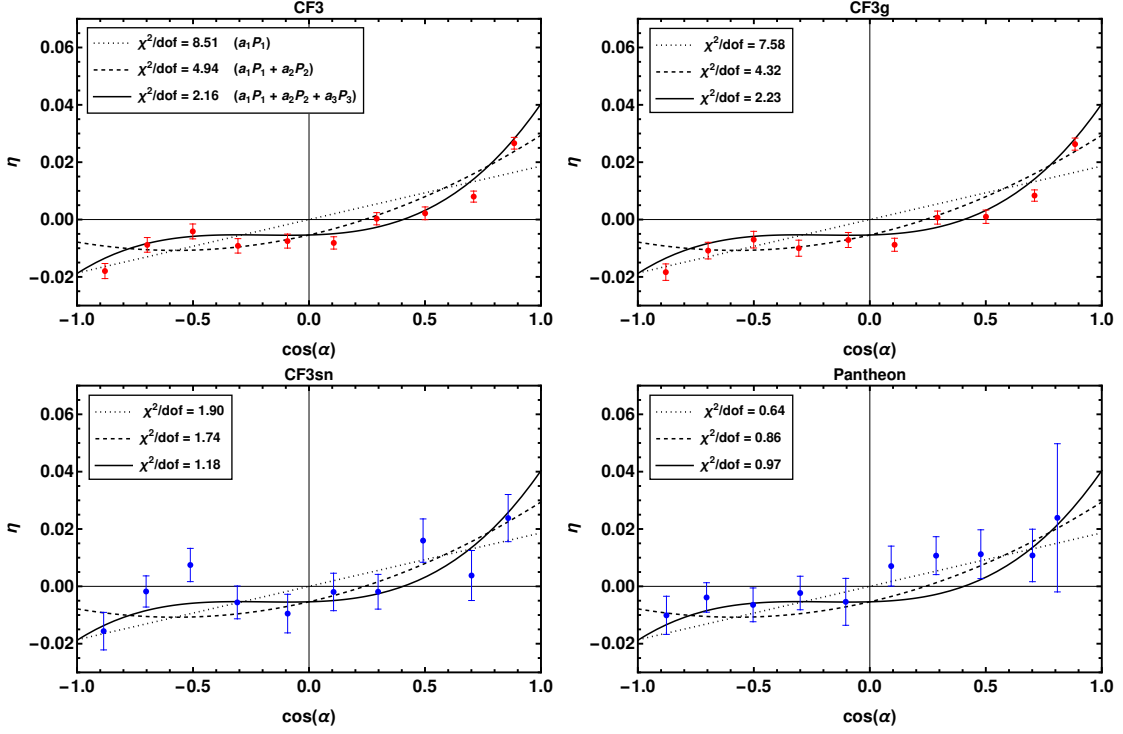 CF3
χ²/dof = 8.51 (a₁P₁)
χ²/dof = 4.94 (a₁P₁ + a₂P₂)
χ²/dof = 2.16 (a₁P₁ + a₂P₂ + a₃P₃)
η
0.06
0.04
0.02
0.00
−0.02
−1.0 −0.5 0.0 0.5 1.0
cos(α)
CF3g
χ²/dof = 7.58
χ²/dof = 4.32
χ²/dof = 2.23
η
0.06
0.04
0.02
0.00
−0.02
−1.0 −0.5 0.0 0.5 1.0
cos(α)
CF3sn
χ²/dof = 1.90
χ²/dof = 1.74
χ²/dof = 1.18
η
0.06
0.04
0.02
0.00
−0.02
−1.0 −0.5 0.0 0.5 1.0
cos(α)
Pantheon
χ²/dof = 0.64
χ²/dof = 0.86
χ²/dof = 0.97
η
0.06
0.04
0.02
0.00
−0.02
−1.0 −0.5 0.0 0.5 1.0
cos(α)